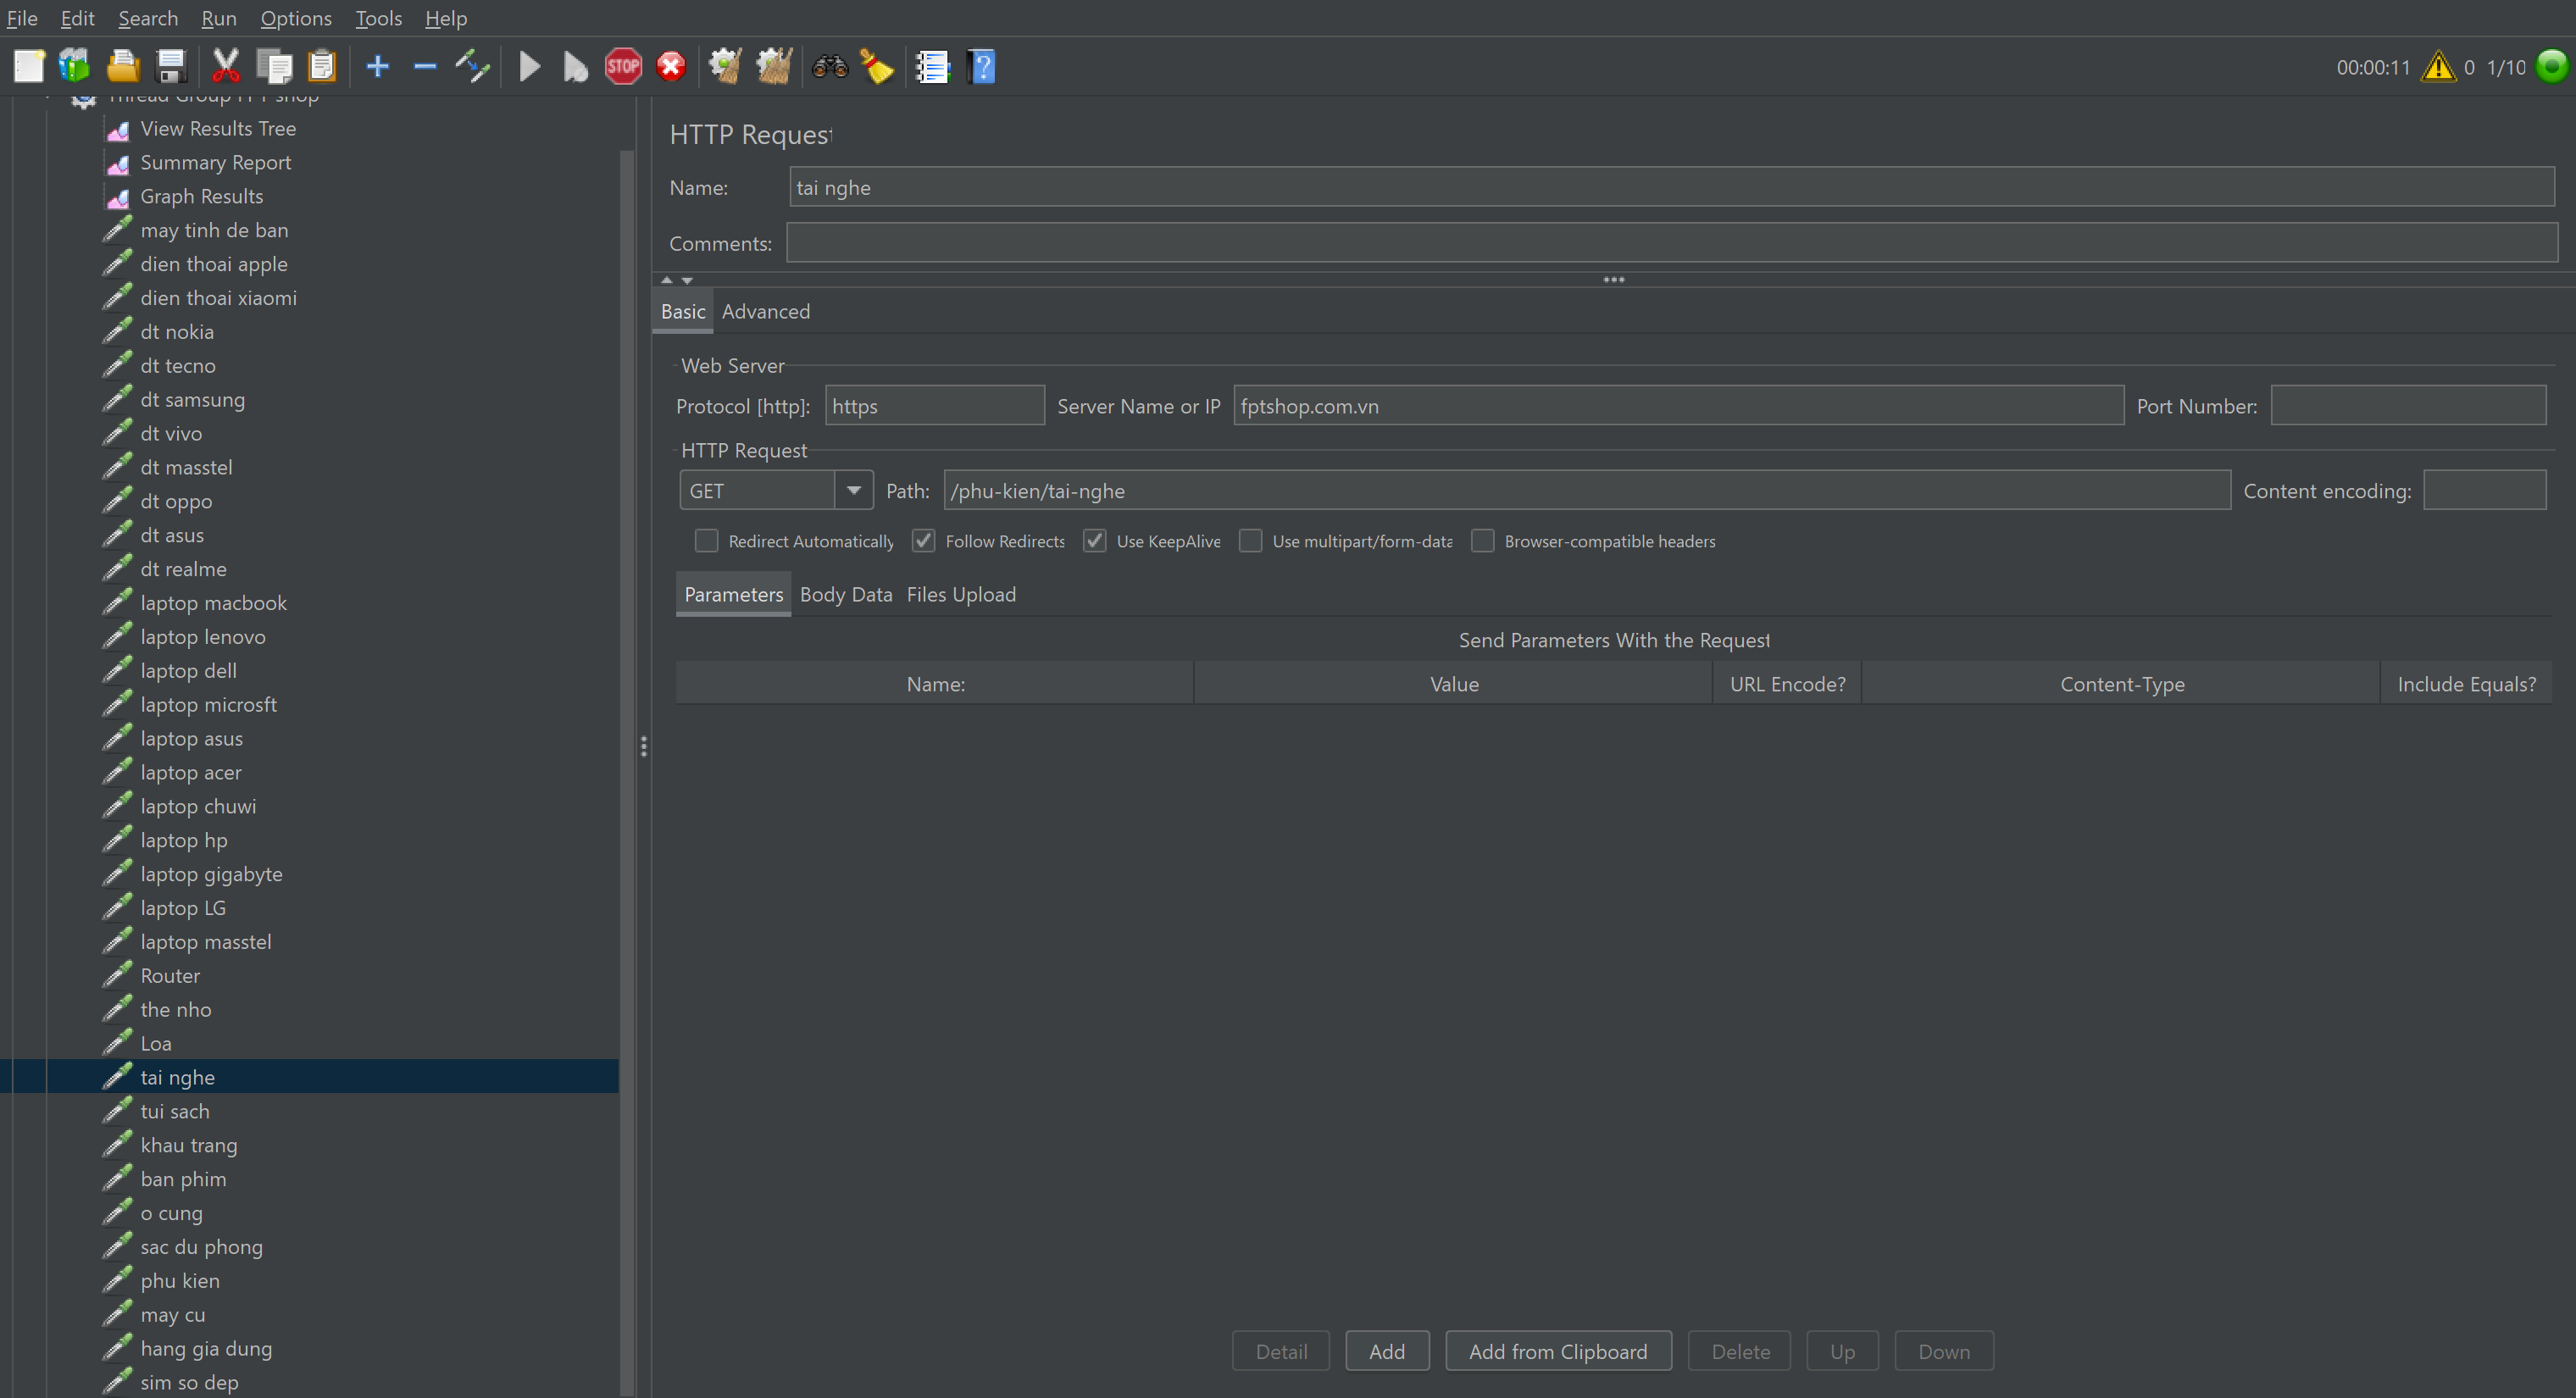 File Edit Search Run Options Tools Help
STOP
00:00:11 0 1/10
Thread Group FPT shop
View Results Tree
Summary Report
Graph Results
may tinh de ban
dien thoai apple
dien thoai xiaomi
dt nokia
dt tecno
dt samsung
dt vivo
dt masstel
dt oppo
dt asus
dt realme
laptop macbook
laptop lenovo
laptop dell
laptop microsft
laptop asus
laptop acer
laptop chuwi
laptop hp
laptop gigabyte
laptop LG
laptop masstel
Router
the nho
Loa
tai nghe
tui sach
khau trang
ban phim
o cung
sac du phong
phu kien
may cu
hang gia dung
sim so dep
HTTP Request
Name: tai nghe
Comments:
Basic Advanced
Web Server
Protocol [http]: https Server Name or IP fptshop.com.vn Port Number:
HTTP Request
GET Path: /phu-kien/tai-nghe Content encoding:
Redirect Automatically Follow Redirects Use KeepAlive Use multipart/form-data Browser-compatible headers
Parameters Body Data Files Upload
Send Parameters With the Request
Name: Value URL Encode? Content-Type Include Equals?
Detail Add Add from Clipboard Delete Up Down